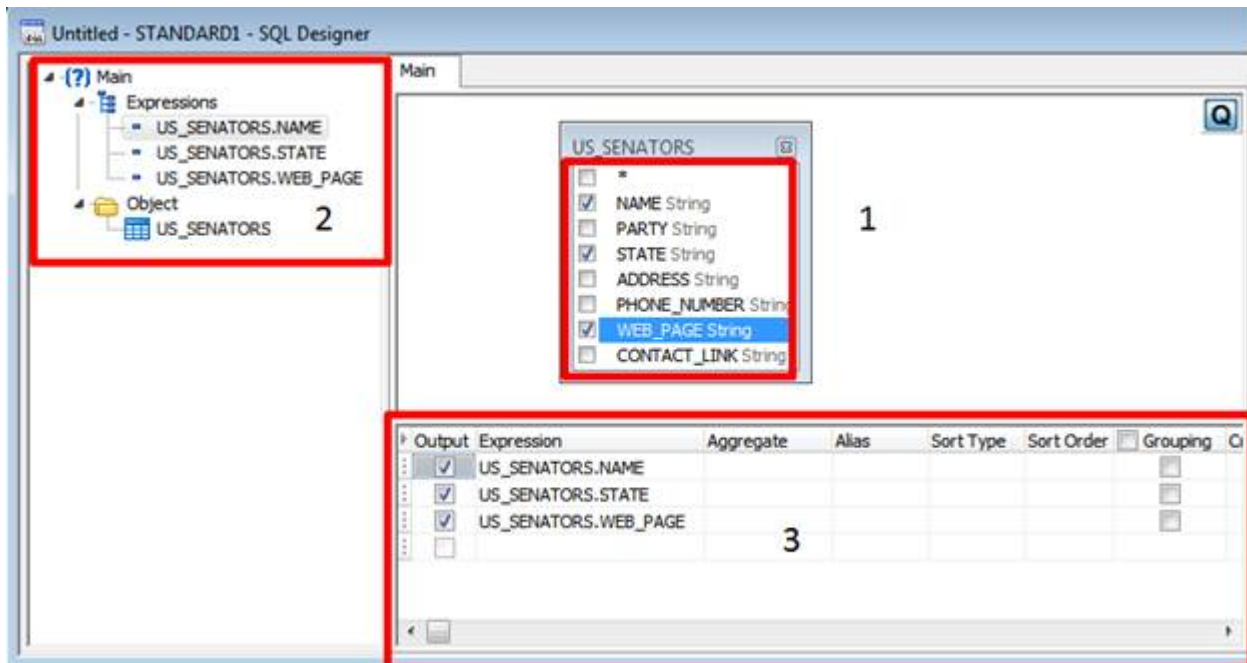 Untitled - STANDARD1 - SQL Designer
(?) Main
Expressions
US_SENATORS.NAME
US_SENATORS.STATE
US_SENATORS.WEB_PAGE
Object
US_SENATORS
2
Main
Q
US_SENATORS
*
NAME String
PARTY String
STATE String
ADDRESS String
PHONE_NUMBER String
WEB_PAGE String
CONTACT_LINK String
1
Output Expression Aggregate Alias Sort Type Sort Order Grouping
US_SENATORS.NAME
US_SENATORS.STATE
US_SENATORS.WEB_PAGE
3